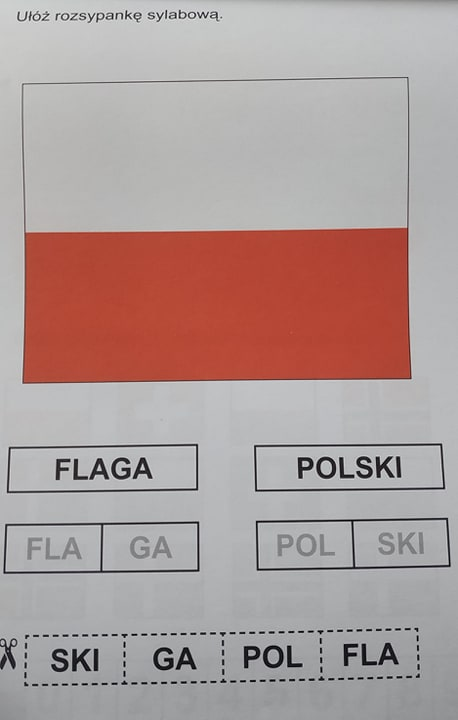 Ułóż rozsypankę sylabową.
FLAGA POLSKI
FLA GA POL SKI
SKI GA POL FLA